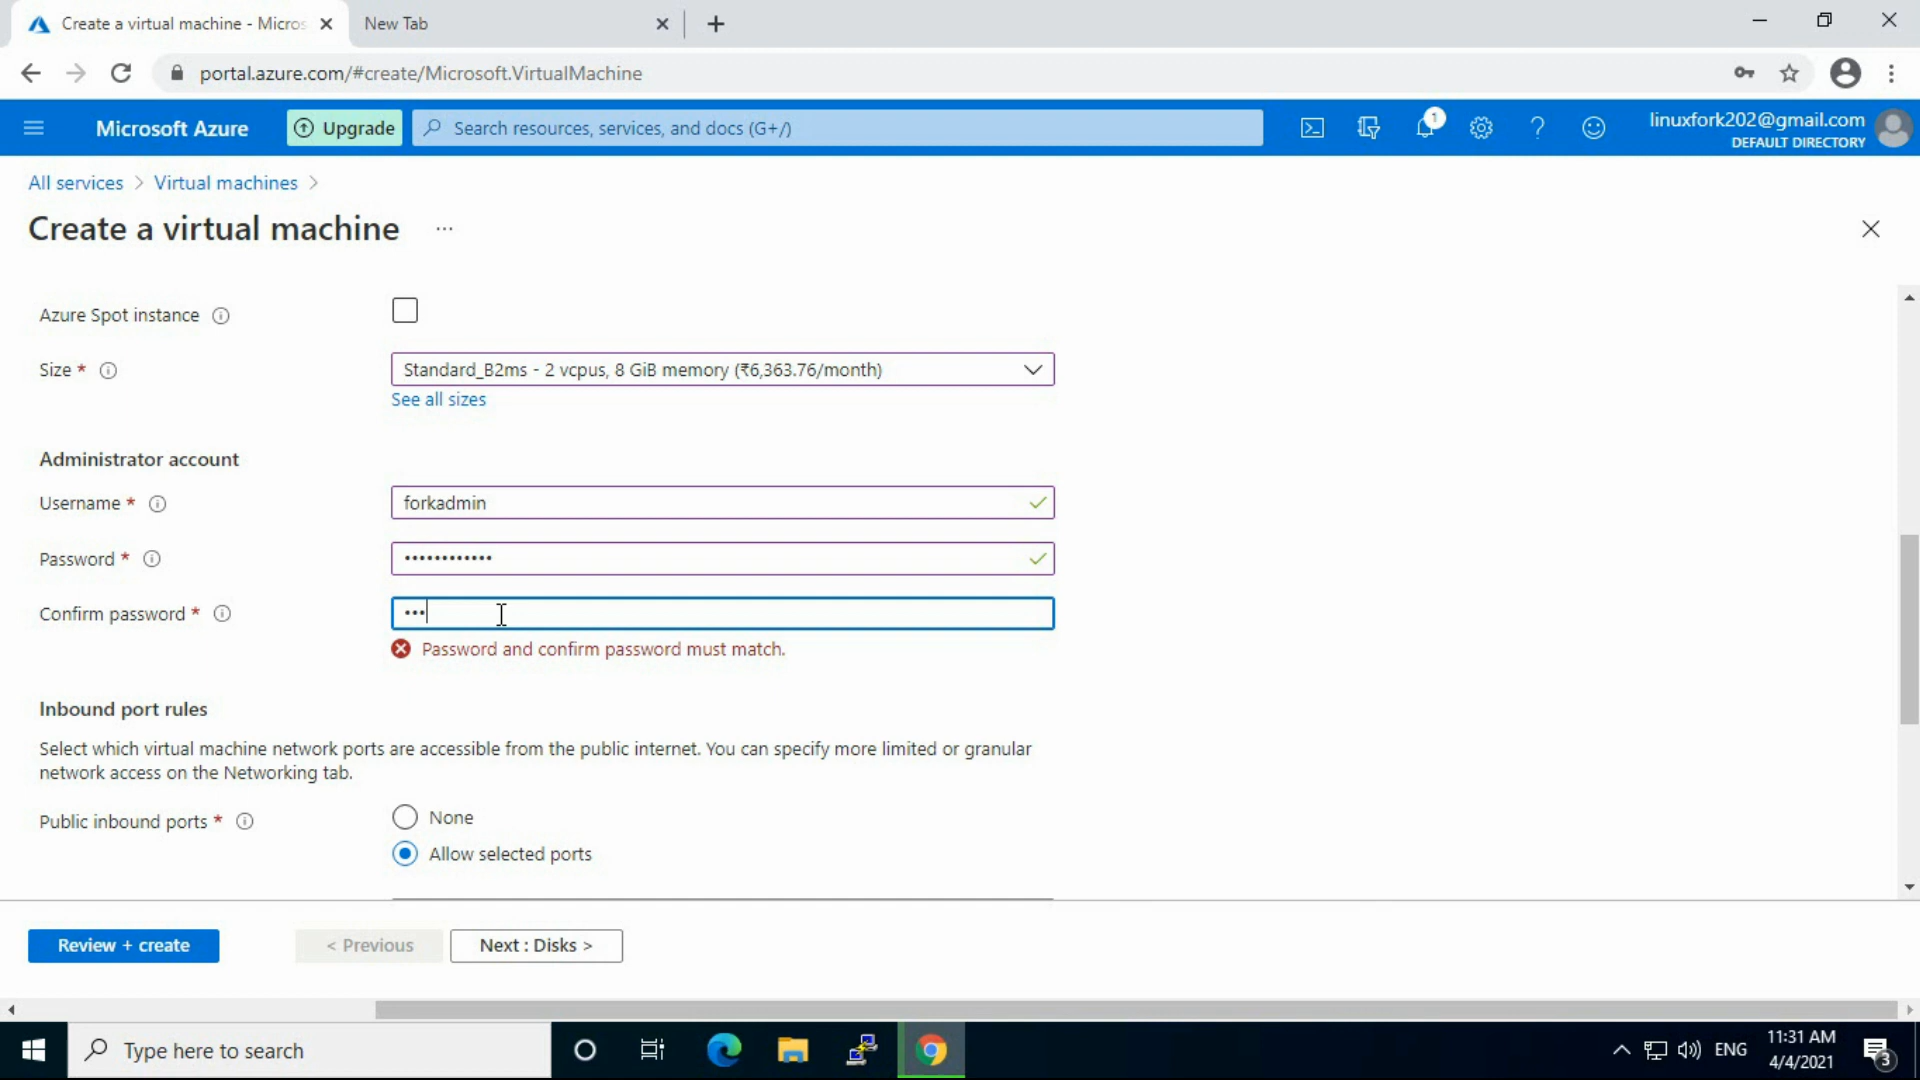 Create a virtual machine - Micros
New Tab
portal.azure.com/#create/Microsoft.VirtualMachine
Microsoft Azure
Upgrade
Search resources, services, and docs (G+/)
1
linuxfork202@gmail.com
DEFAULT DIRECTORY
All services > Virtual machines >
Create a virtual machine ...
Azure Spot instance
Size *
Standard_B2ms - 2 vcpus, 8 GiB memory (₹6,363.76/month)
See all sizes
Administrator account
Username *
forkadmin
Password *
••••••••••••
Confirm password *
•••
Password and confirm password must match.
Inbound port rules
Select which virtual machine network ports are accessible from the public internet. You can specify more limited or granular
network access on the Networking tab.
Public inbound ports *
None
Allow selected ports
Review + create
< Previous
Next : Disks >
Type here to search
ENG
11:31 AM
4/4/2021
3